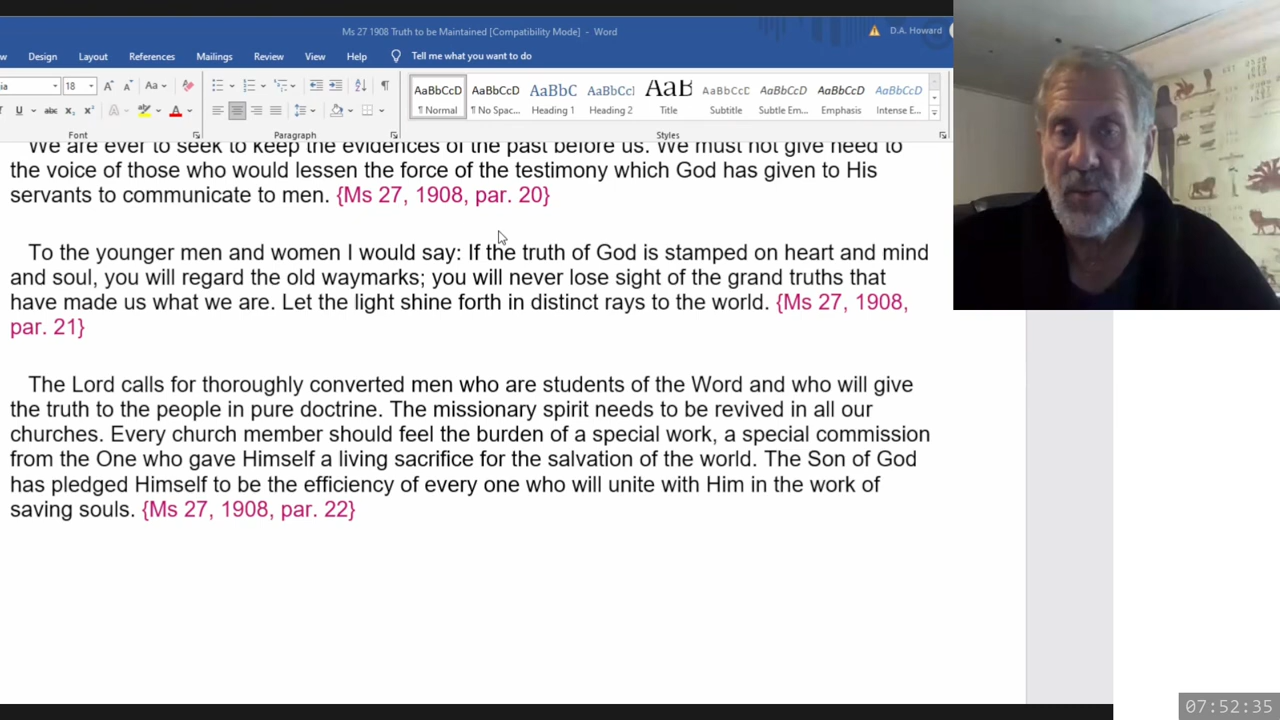 Ms 27 1908 Truth to be Maintained [Compatibility Mode] - Word
D.A. Howard
Design Layout References Mailings Review View Help Tell me what you want to do
18 Aa
U abc x₂ x² A
AaBbCcD AaBbCcD AaBbC AaBbCcI AaB AaBbCcD AaBbCcD AaBbCcD AaBbCcD
¶ Normal ¶ No Spac... Heading 1 Heading 2 Title Subtitle Subtle Em... Emphasis Intense E...
Font Paragraph Styles
We are ever to seek to keep the evidences of the past before us. We must not give heed to
the voice of those who would lessen the force of the testimony which God has given to His
servants to communicate to men. {Ms 27, 1908, par. 20}
To the younger men and women I would say: If the truth of God is stamped on heart and mind
and soul, you will regard the old waymarks; you will never lose sight of the grand truths that
have made us what we are. Let the light shine forth in distinct rays to the world. {Ms 27, 1908,
par. 21}
The Lord calls for thoroughly converted men who are students of the Word and who will give
the truth to the people in pure doctrine. The missionary spirit needs to be revived in all our
churches. Every church member should feel the burden of a special work, a special commission
from the One who gave Himself a living sacrifice for the salvation of the world. The Son of God
has pledged Himself to be the efficiency of every one who will unite with Him in the work of
saving souls. {Ms 27, 1908, par. 22}
07:52:35